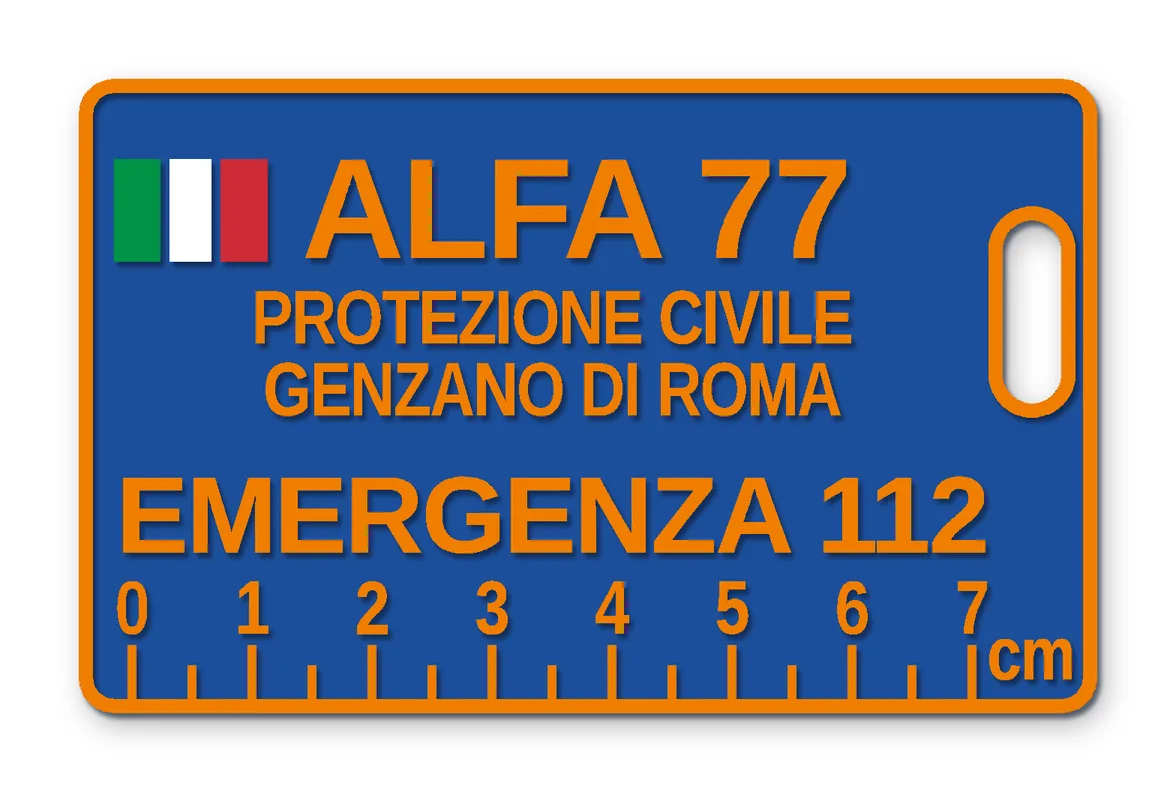 ALFA 77
PROTEZIONE CIVILE
GENZANO DI ROMA
EMERGENZA 112
0 1 2 3 4 5 6 7
cm